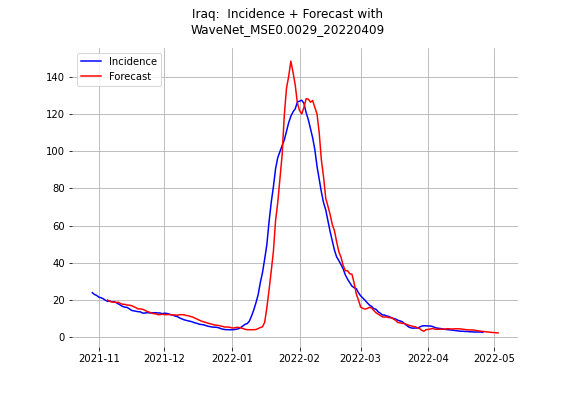 Iraq:  Incidence + Forecast with
WaveNet_MSE0.0029_20220409
Incidence
Forecast
140
120
100
80
60
40
20
0
2021-11 2021-12 2022-01 2022-02 2022-03 2022-04 2022-05